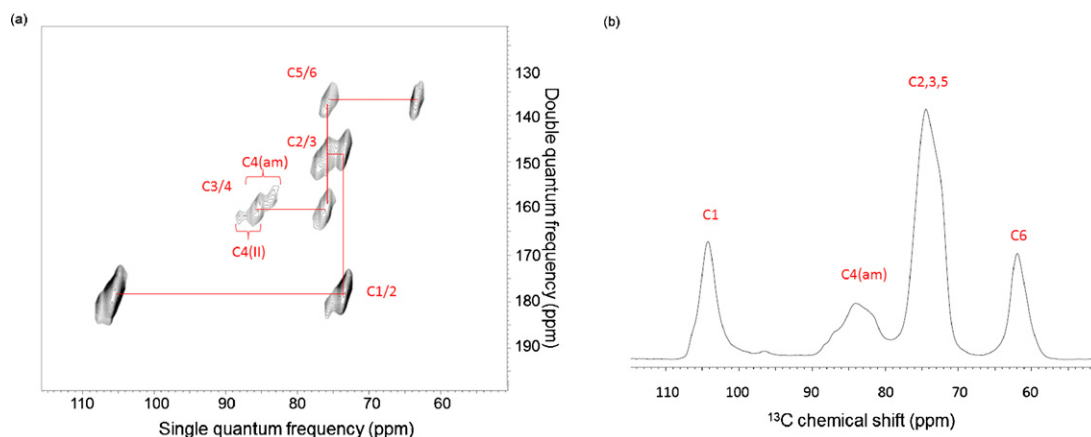 (a)
C5/6
C2/3
C4(am)
C3/4
C4(II)
C1/2
130
140
150
160
170
180
190
Double quantum frequency (ppm)
110 100 90 80 70 60
Single quantum frequency (ppm)
(b)
C2,3,5
C1
C6
C4(am)
110 100 90 80 70 60
¹³C chemical shift (ppm)